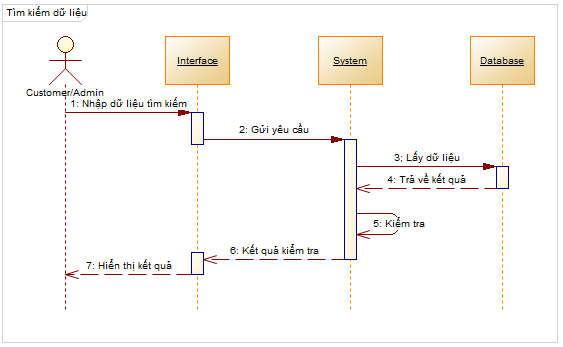 Tìm kiếm dữ liệu
Interface
System
Database
Customer/Admin
1: Nhập dữ liệu tìm kiếm
2: Gửi yêu cầu
3; Lấy dữ liệu
4: Trả về kết quả
5: Kiểm tra
6: Kết quả kiểm tra
7: Hiển thị kết quả